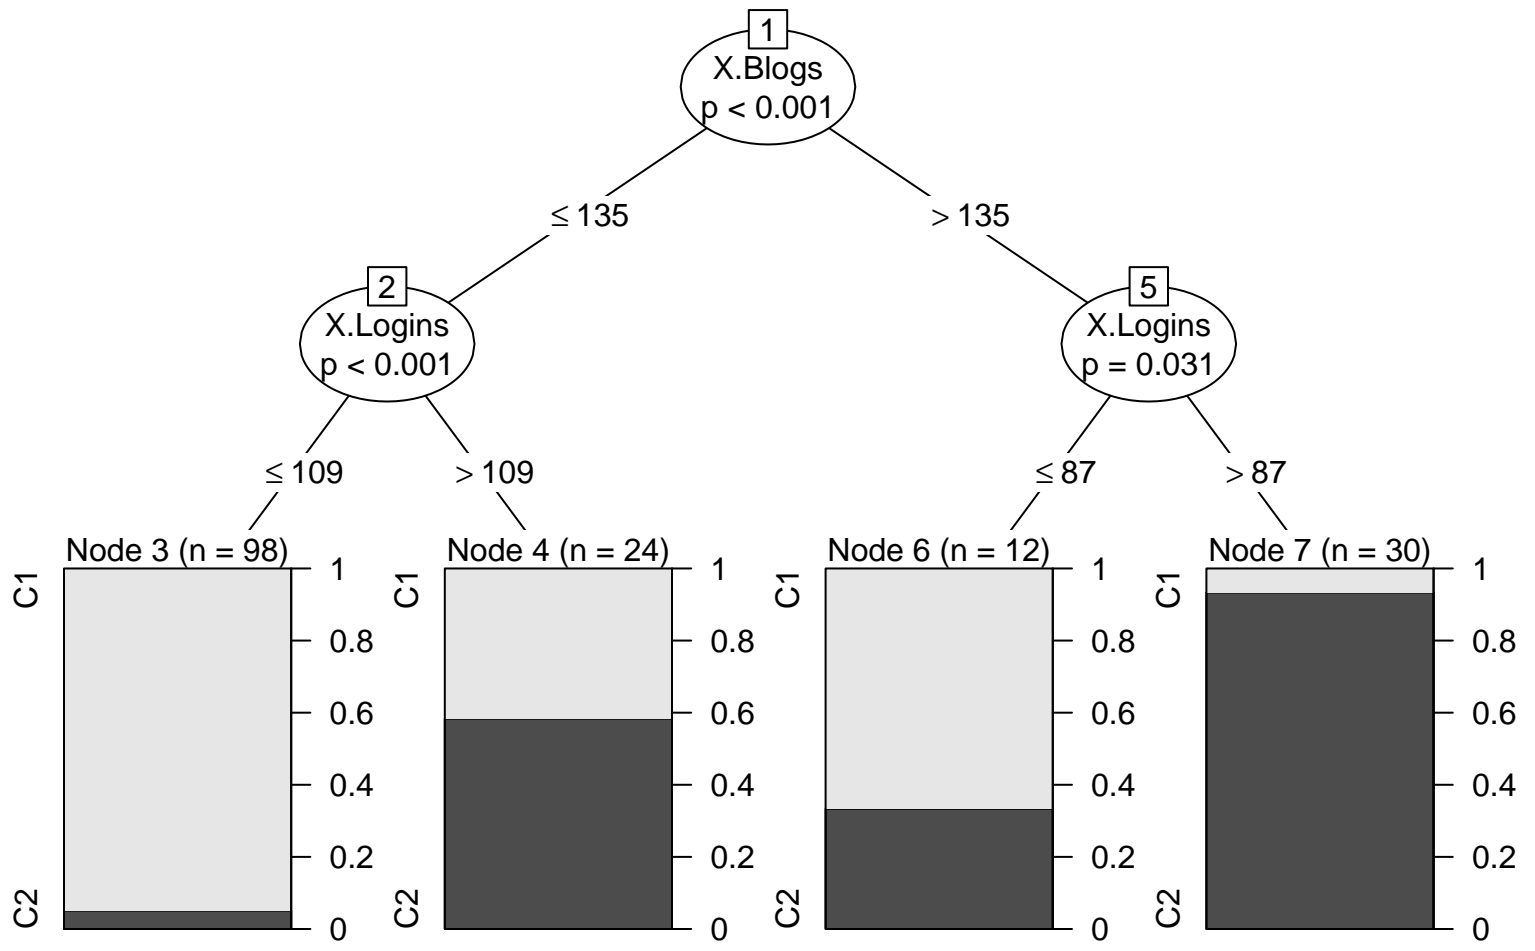 1
X.Blogs
p < 0.001
≤ 135
> 135
2
X.Logins
p < 0.001
5
X.Logins
p = 0.031
≤ 109
> 109
≤ 87
> 87
Node 3 (n = 98)
C1
C2
1
0.8
0.6
0.4
0.2
0
Node 4 (n = 24)
C1
C2
1
0.8
0.6
0.4
0.2
0
Node 6 (n = 12)
C1
C2
1
0.8
0.6
0.4
0.2
0
Node 7 (n = 30)
C1
C2
1
0.8
0.6
0.4
0.2
0